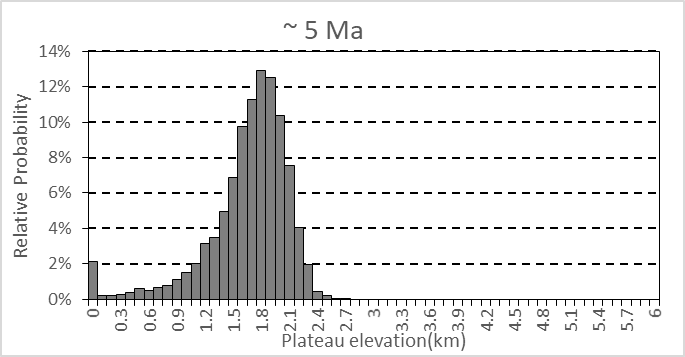 ~ 5 Ma
14%
12%
10%
8%
6%
4%
2%
0%
Relative Probability
0 0.3 0.6 0.9 1.2 1.5 1.8 2.1 2.4 2.7 3 3.3 3.6 3.9 4.2 4.5 4.8 5.1 5.4 5.7 6
Plateau elevation(km)